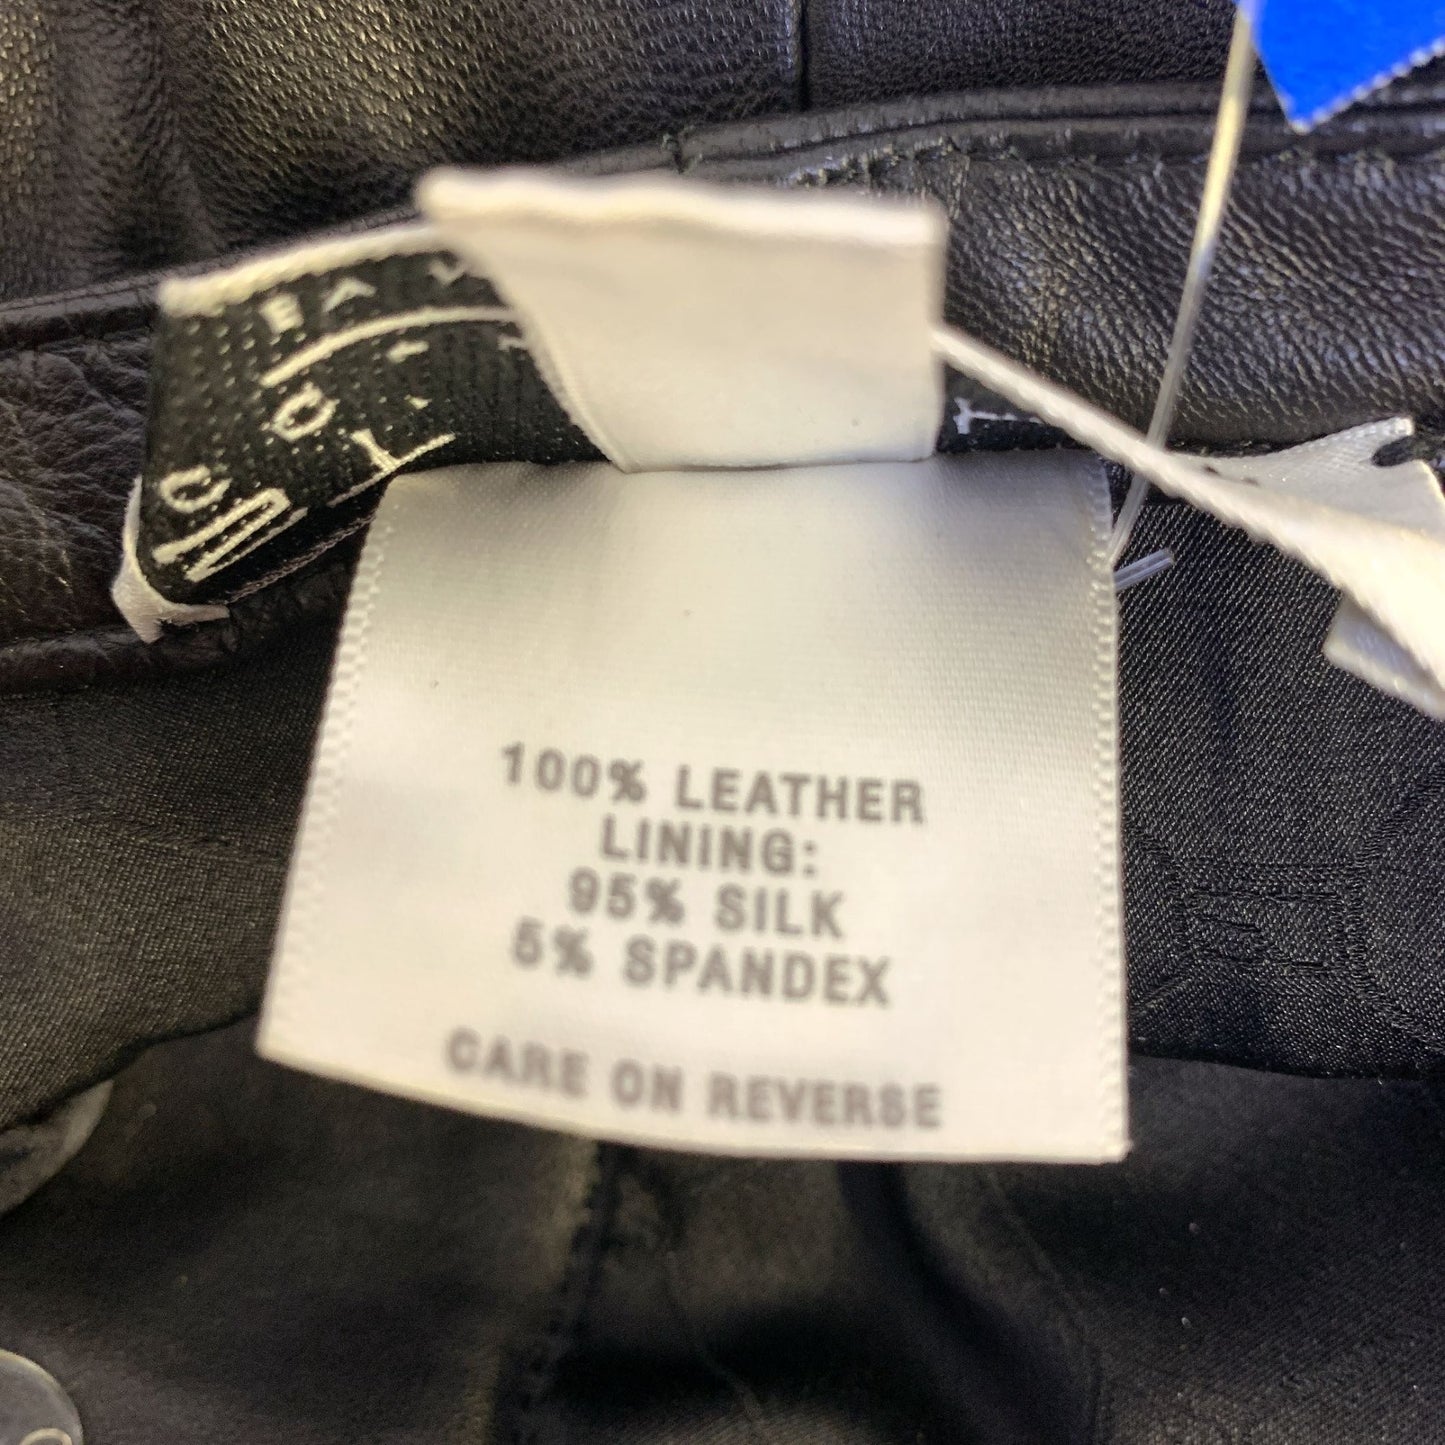 100% LEATHER
LINING:
95% SILK
5% SPANDEX
CARE ON REVERSE